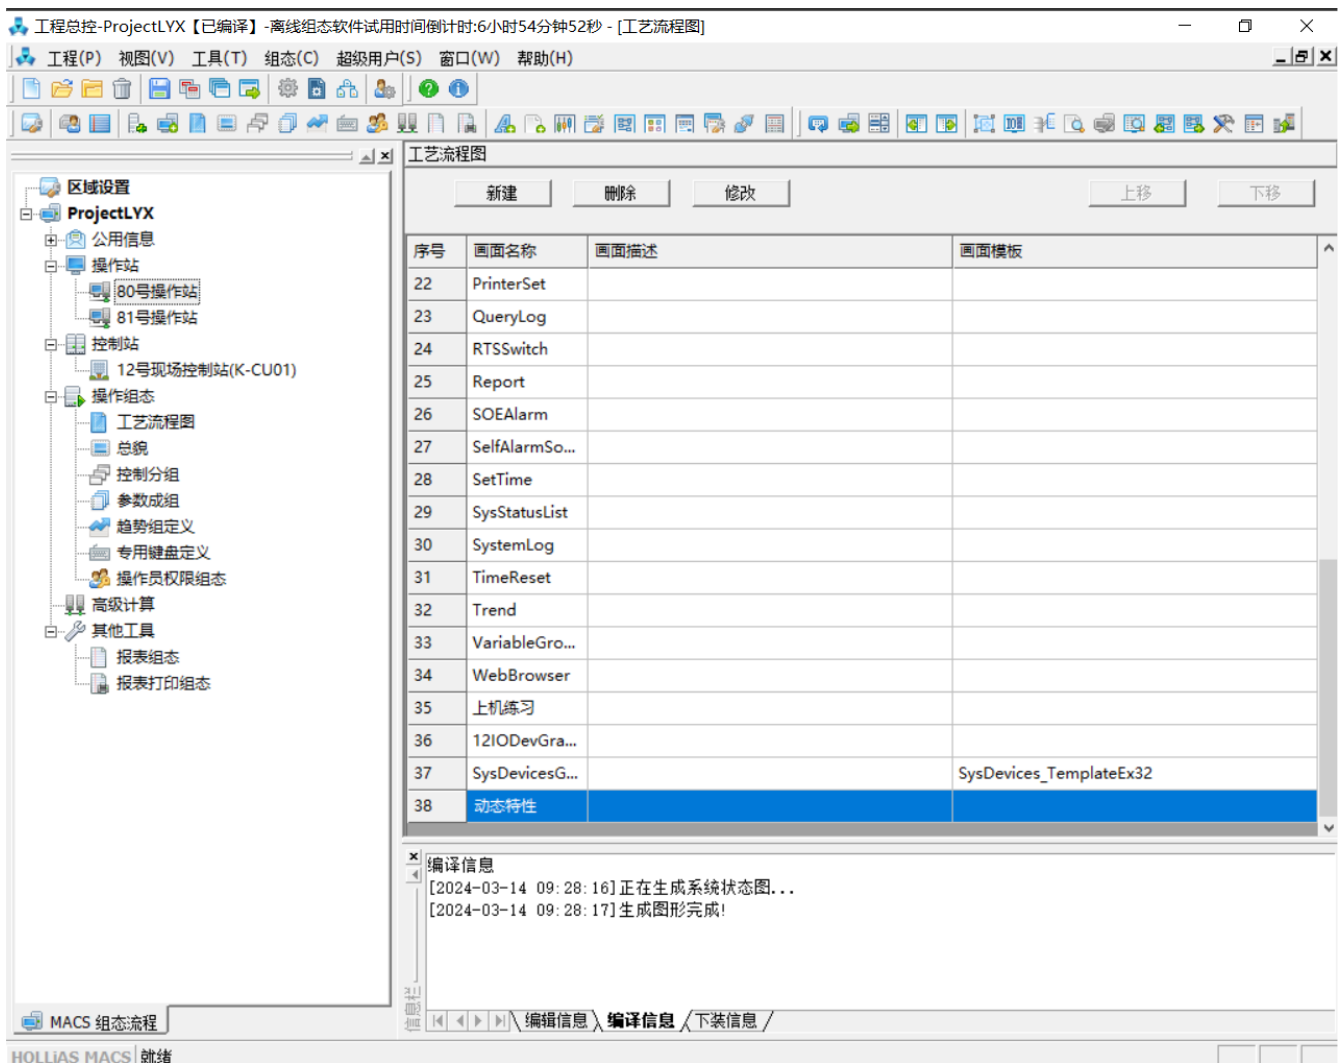 工程总控-ProjectLYX【已编译】-离线组态软件试用时间倒计时:6小时54分钟52秒 - [工艺流程图]
工程(P) 视图(V) 工具(T) 组态(C) 超级用户(S) 窗口(W) 帮助(H)
工艺流程图
新建 删除 修改 上移 下移
区域设置
ProjectLYX
公用信息
操作站
80号操作站
81号操作站
控制站
12号现场控制站(K-CU01)
操作组态
工艺流程图
总貌
控制分组
参数成组
趋势组定义
专用键盘定义
操作员权限组态
高级计算
其他工具
报表组态
报表打印组态
MACS 组态流程
序号 画面名称 画面描述 画面模板
22 PrinterSet
23 QueryLog
24 RTSSwitch
25 Report
26 SOEAlarm
27 SelfAlarmSo...
28 SetTime
29 SysStatusList
30 SystemLog
31 TimeReset
32 Trend
33 VariableGro...
34 WebBrowser
35 上机练习
36 12IODevGra...
37 SysDevicesG... SysDevices_TemplateEx32
38 动态特性
编译信息
[2024-03-14 09:28:16]正在生成系统状态图...
[2024-03-14 09:28:17]生成图形完成!
信息栏
编辑信息 编译信息 下装信息
HOLLiAS MACS 就绪